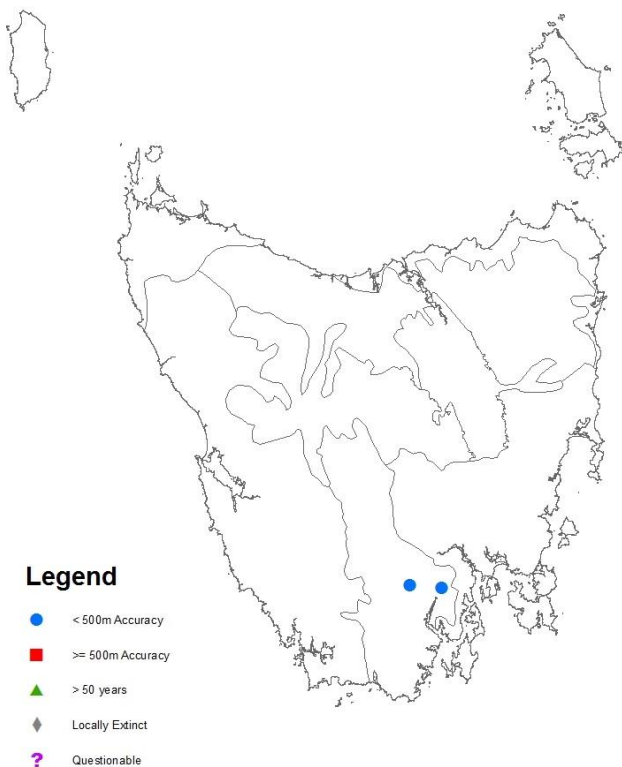 Legend
< 500m Accuracy
>= 500m Accuracy
> 50 years
Locally Extinct
? Questionable